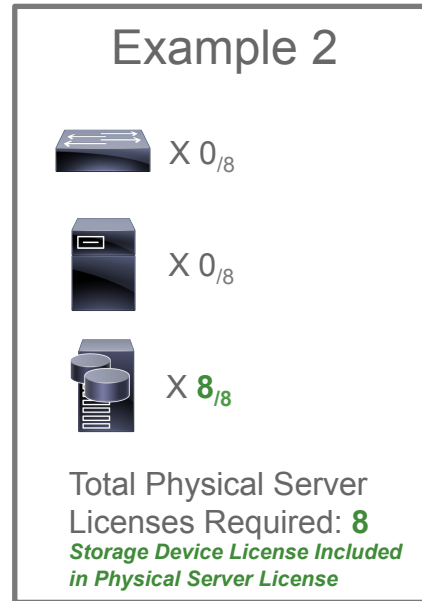 Example 2
X 0/8
X 0/8
X 8/8
Total Physical Server
Licenses Required: 8
Storage Device License Included
in Physical Server License